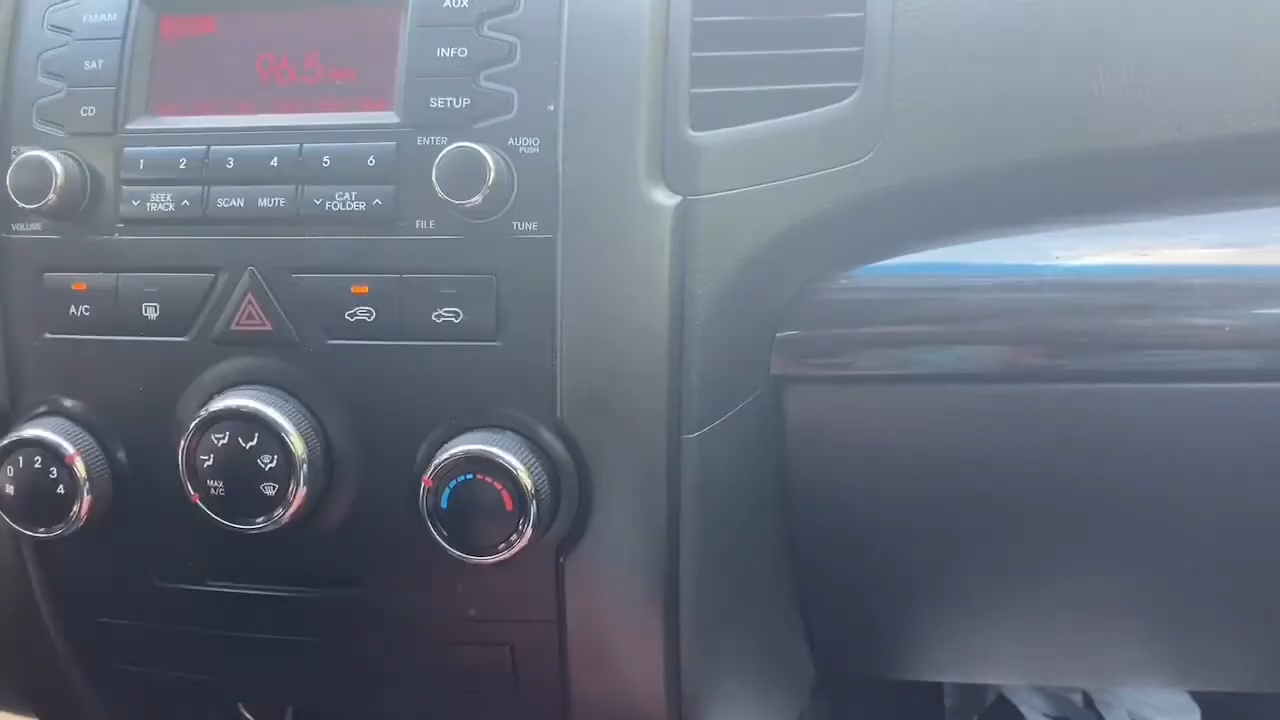 FM/AM
AUX
SAT
96.5
INFO
CD
SETUP
ENTER
AUDIO
PUSH
1 2 3 4 5 6
SEEK
TRACK
SCAN MUTE
CAT
FOLDER
VOLUME
FILE
TUNE
A/C
0 1 2 3 4
MAX
A/C